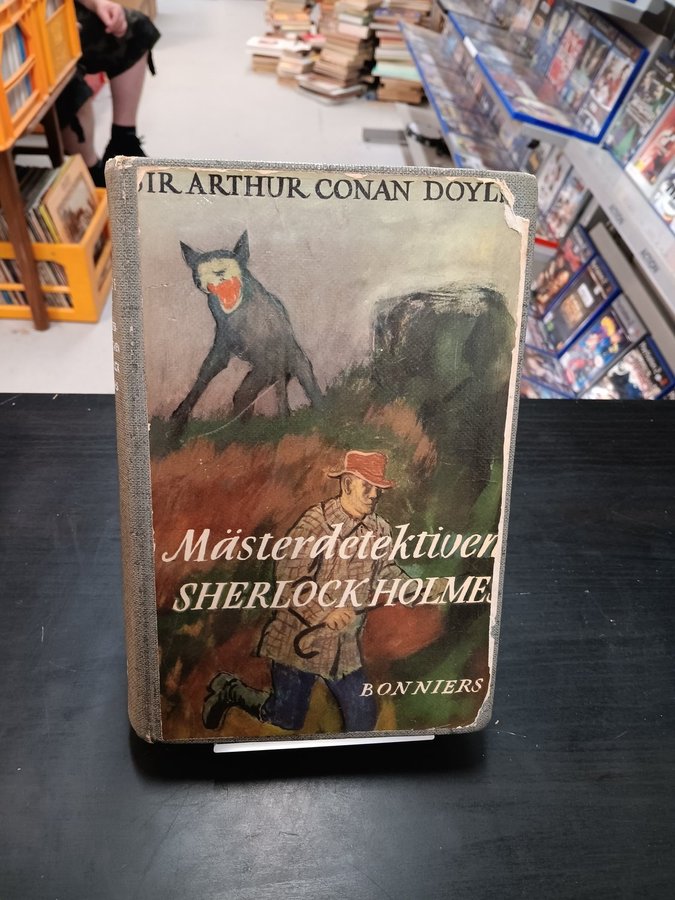 SIR ARTHUR CONAN DOYLE
Mästerdetektiven
SHERLOCK HOLMES
BONNIERS